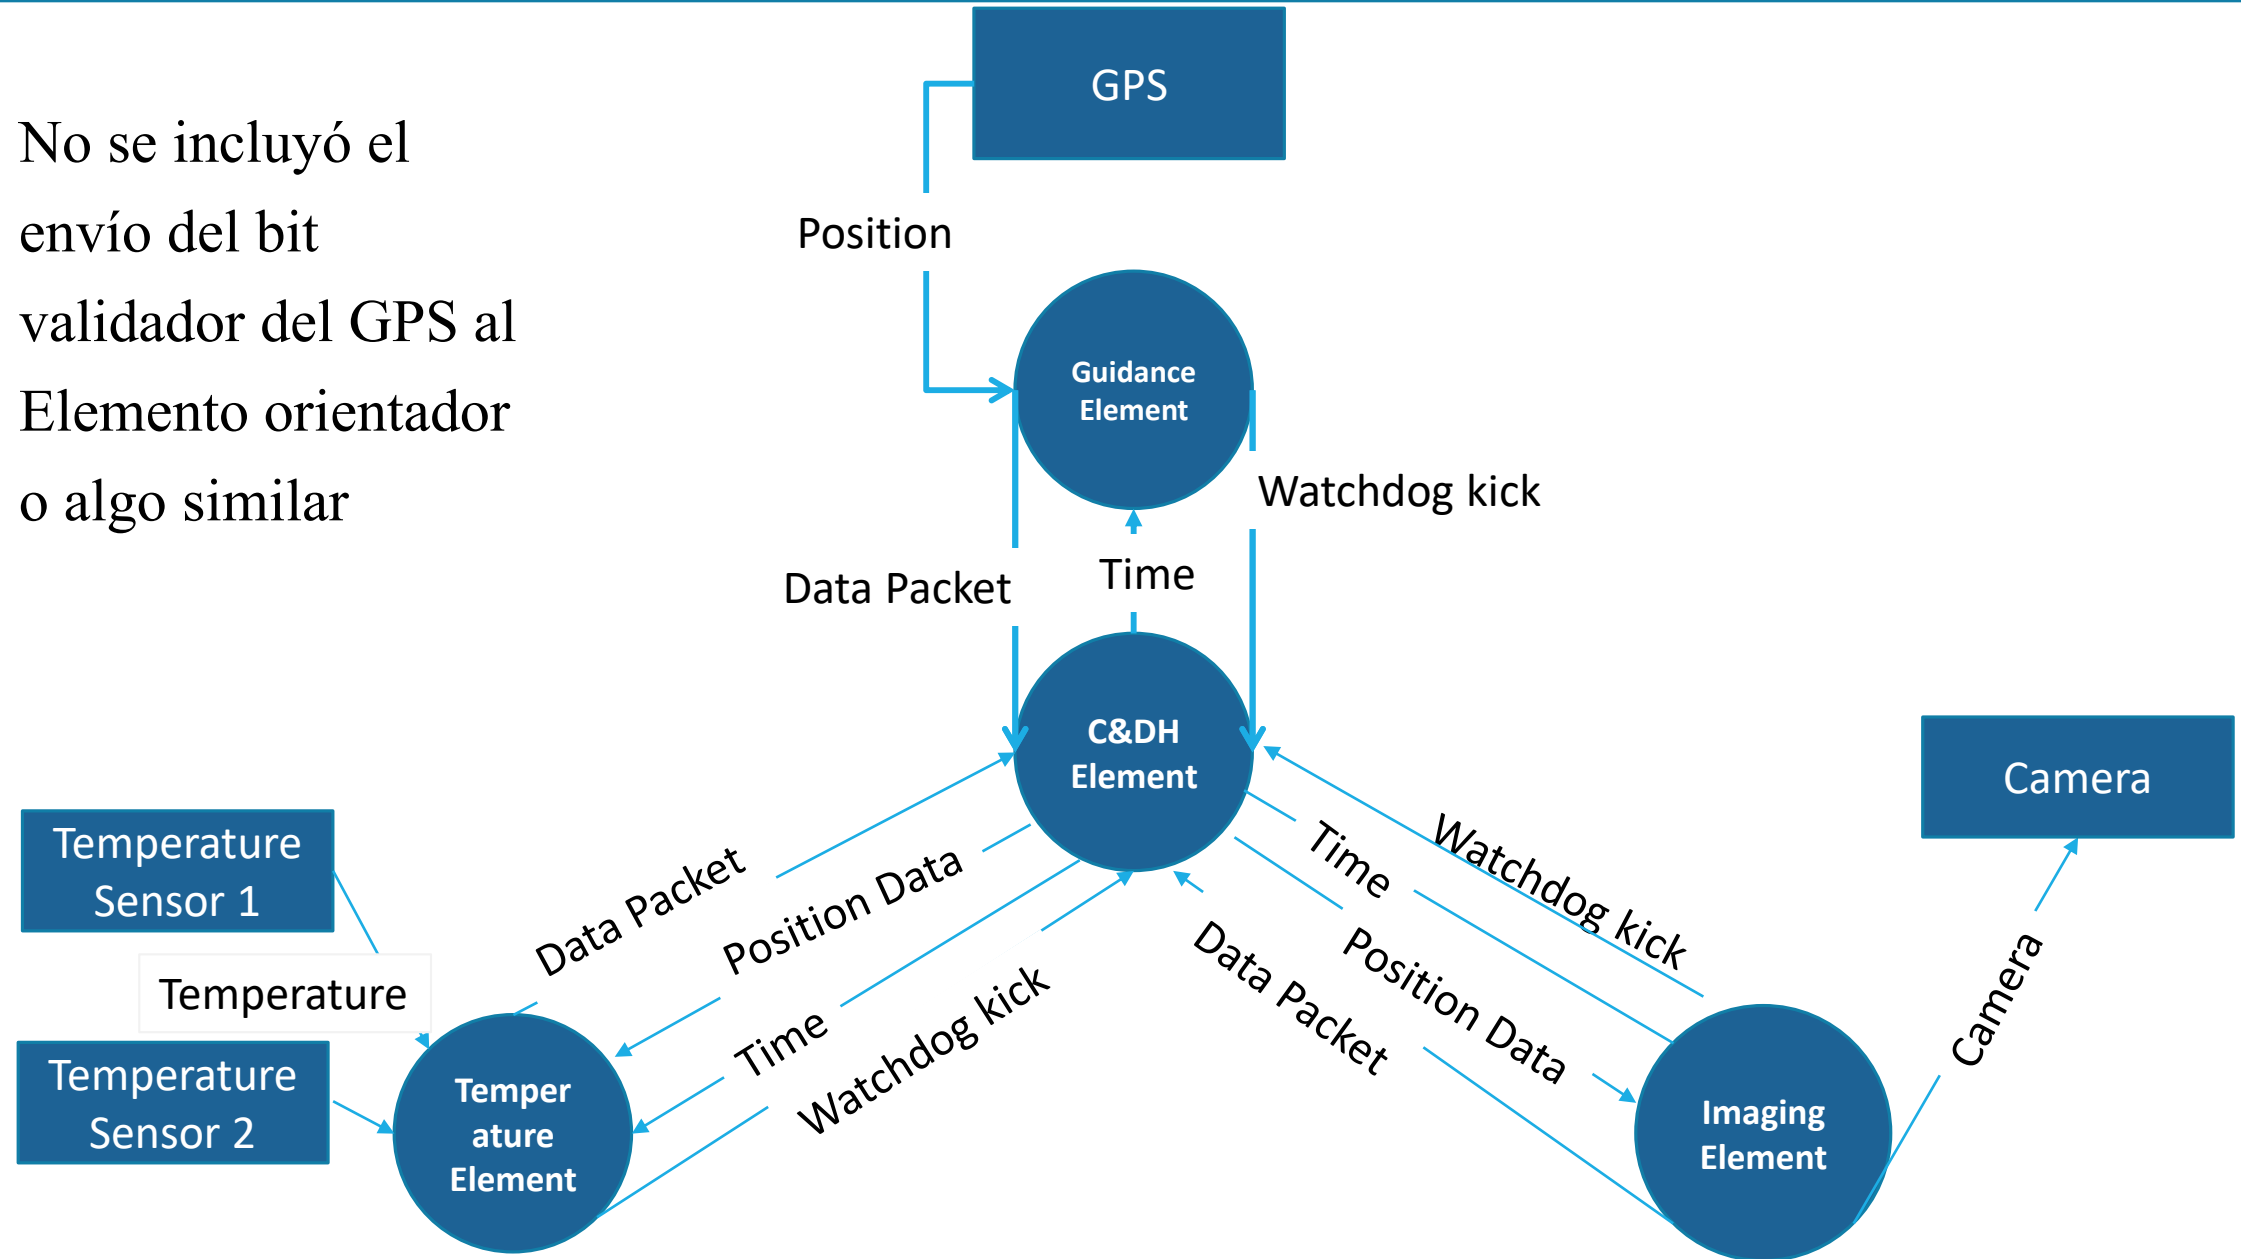 GPS
No se incluyó el
envío del bit
validador del GPS al
Elemento orientador
o algo similar
Position
Guidance
Element
Watchdog kick
Data Packet
Time
C&DH
Element
Camera
Temperature
Sensor 1
Temperature
Temperature
Sensor 2
Data Packet
Position Data
Time
Watchdog kick
Time
Watchdog kick
Data Packet
Position Data
Camera
Temper
ature
Element
Imaging
Element